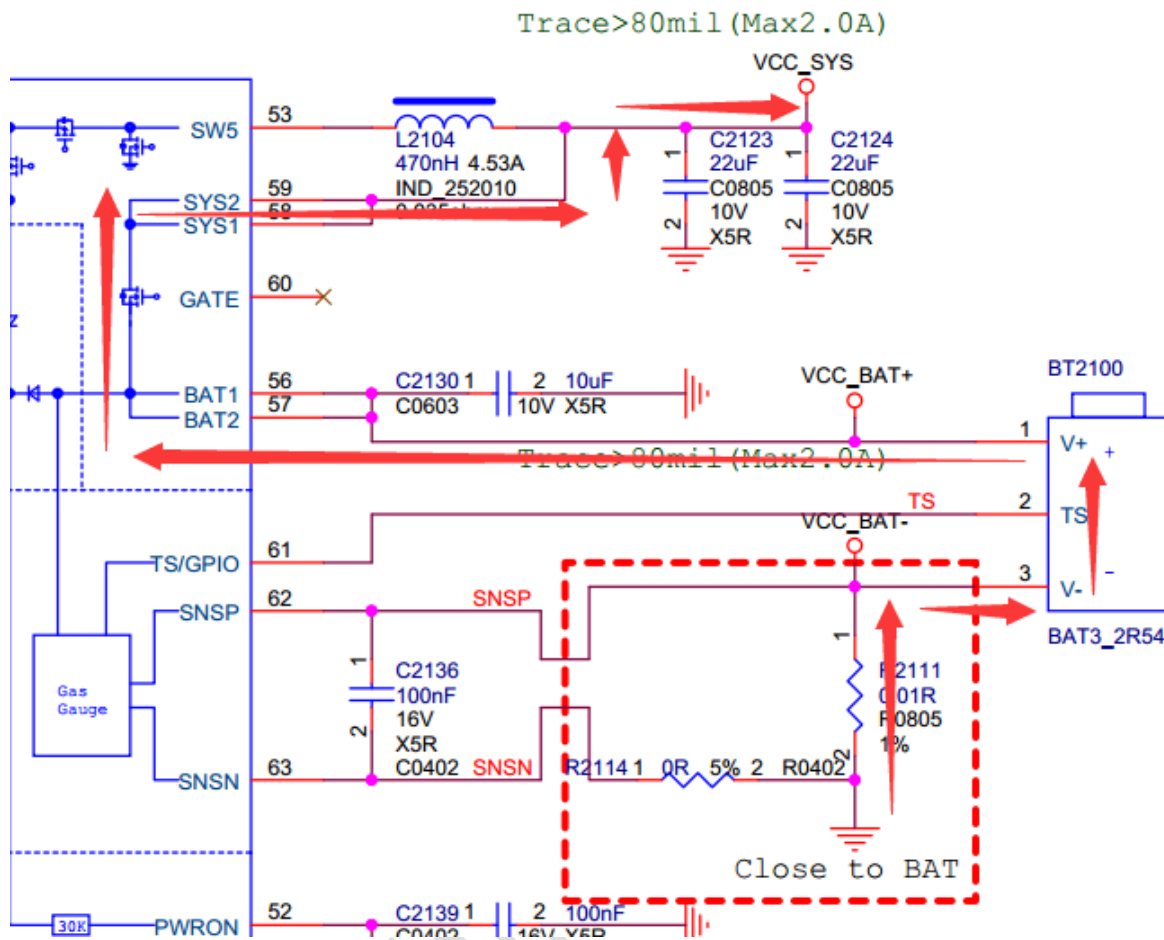 Trace>80mil(Max2.0A)
VCC_SYS
53
SW5
L2104
470nH 4.53A
IND_252010
C2123
1
22uF
C0805
2
10V
X5R
C2124
1
22uF
C0805
2
10V
X5R
59
SYS2
58
SYS1
60
GATE
z
56
BAT1
57
BAT2
C2130 1
2 10uF
C0603
10V X5R
VCC_BAT+
BT2100
1
V+
+
Trace>80mil(Max2.0A)
TS
2
TS
VCC_BAT-
61
TS/GPIO
3
V-
−
BAT3_2R54
62
SNSP
SNSP
1
C2136
100nF
16V
2
X5R
C0402
Gas
Gauge
1
R2111
0.01R
R0805
1%
2
63
SNSN
SNSN
R2114 1 0R 5% 2 R0402
Close to BAT
52
PWRON
30K
C2139 1
2 100nF
C0402
16V X5R